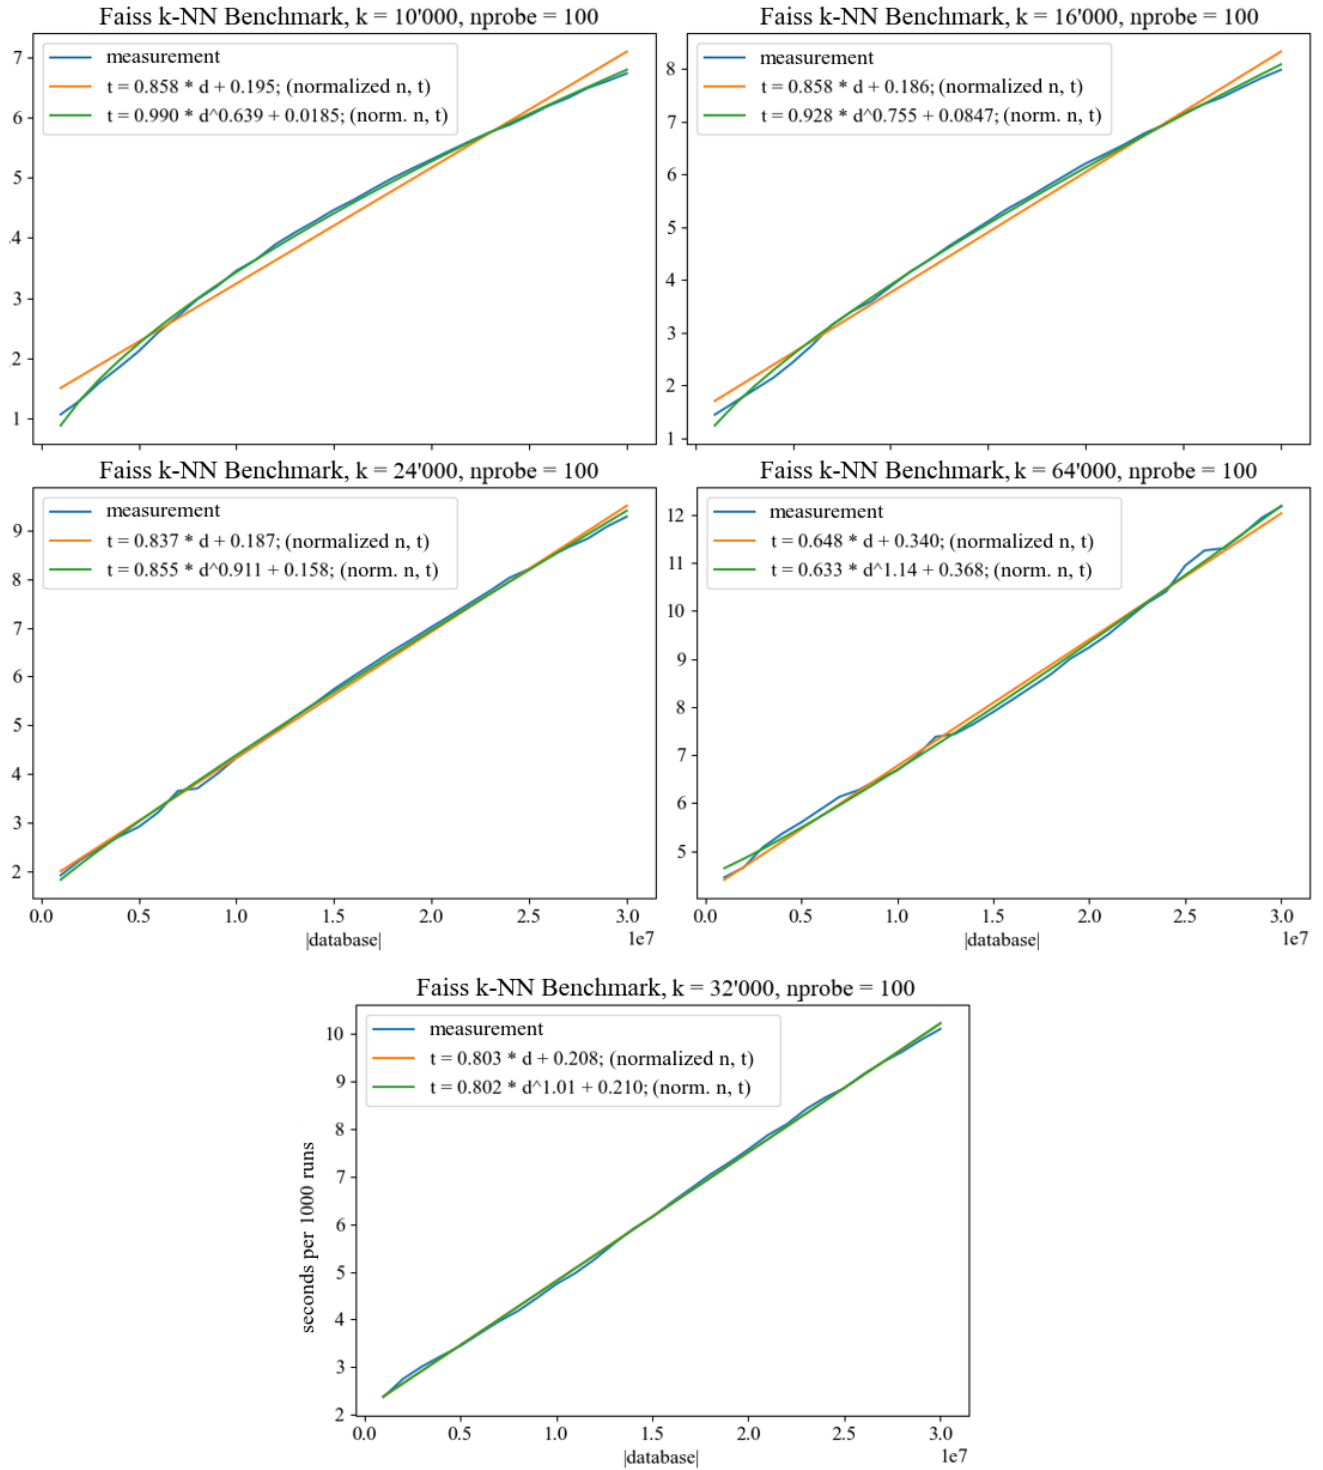 Faiss k-NN Benchmark, k = 10'000, nprobe = 100
measurement
t = 0.858 * d + 0.195; (normalized n, t)
t = 0.990 * d^0.639 + 0.0185; (norm. n, t)
7
6
5
.4
3
.2
1
Faiss k-NN Benchmark, k = 16'000, nprobe = 100
measurement
t = 0.858 * d + 0.186; (normalized n, t)
t = 0.928 * d^0.755 + 0.0847; (norm. n, t)
8
7
6
5
4
3
2
1
Faiss k-NN Benchmark, k = 24'000, nprobe = 100
measurement
t = 0.837 * d + 0.187; (normalized n, t)
t = 0.855 * d^0.911 + 0.158; (norm. n, t)
9
8
7
6
5
4
3
2
0.0 0.5 1.0 1.5 2.0 2.5 3.0
|database|
1e7
Faiss k-NN Benchmark, k = 64'000, nprobe = 100
measurement
t = 0.648 * d + 0.340; (normalized n, t)
t = 0.633 * d^1.14 + 0.368; (norm. n, t)
12
11
10
9
8
7
6
5
0.0 0.5 1.0 1.5 2.0 2.5 3.0
|database|
1e7
Faiss k-NN Benchmark, k = 32'000, nprobe = 100
measurement
t = 0.803 * d + 0.208; (normalized n, t)
t = 0.802 * d^1.01 + 0.210; (norm. n, t)
seconds per 1000 runs
10
9
8
7
6
5
4
3
2
0.0 0.5 1.0 1.5 2.0 2.5 3.0
|database|
1e7